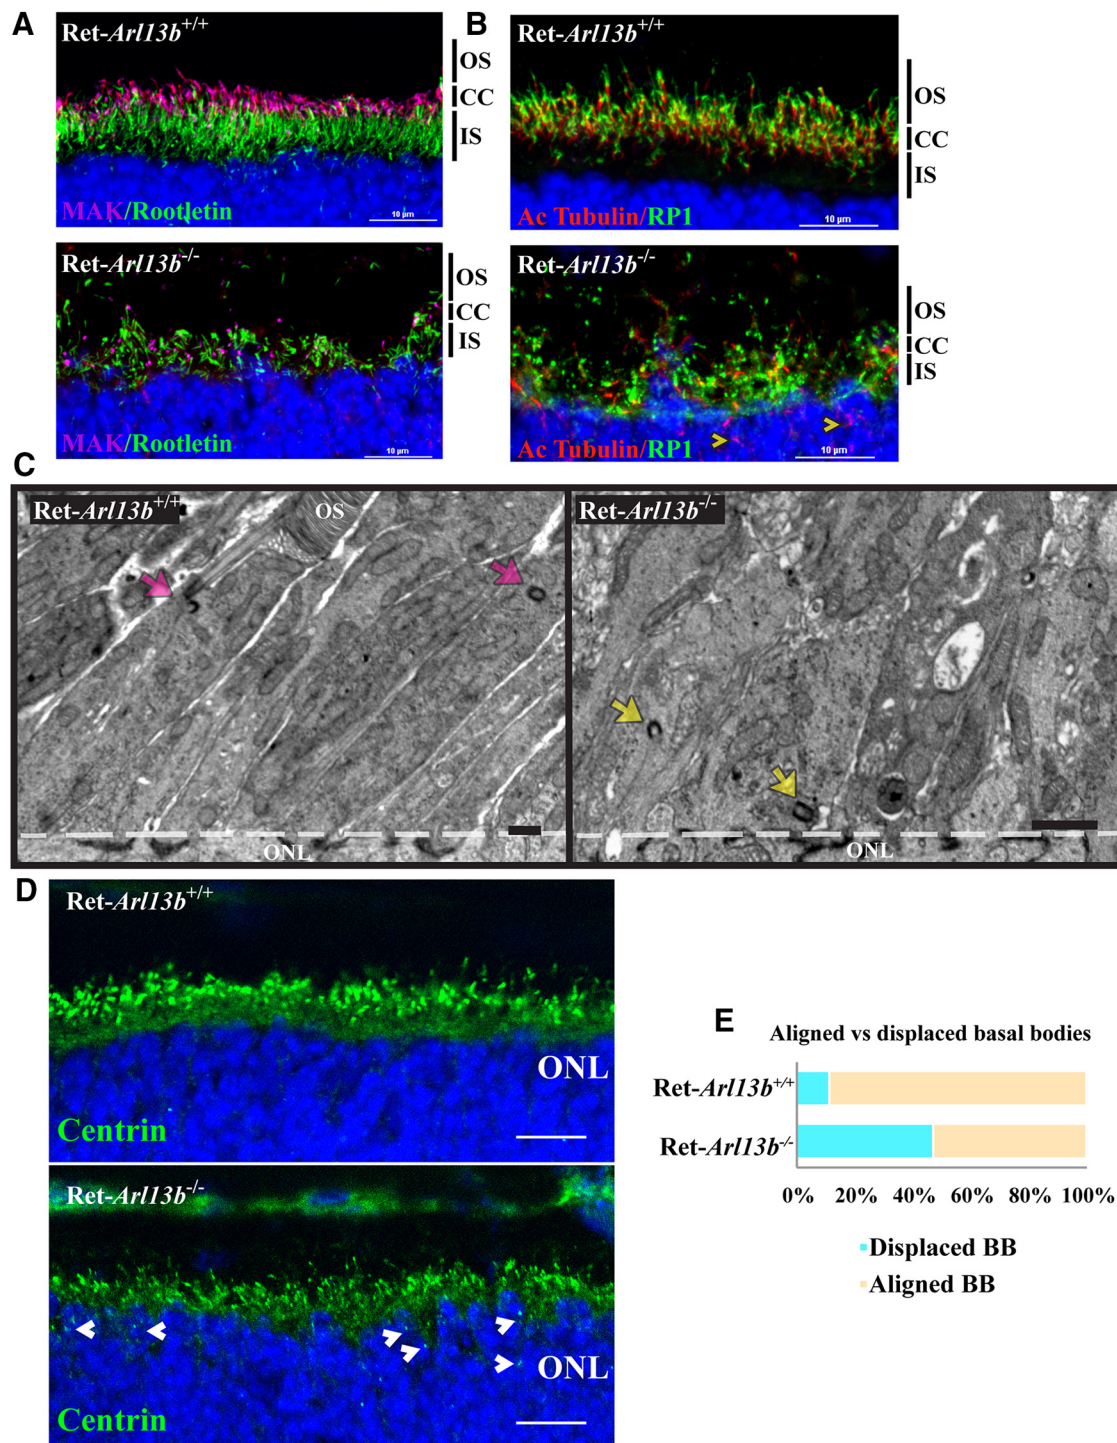 A
Ret-Arl13b+/+
OS
CC
IS
MAK/Rootletin
10 µm
Ret-Arl13b-/-
OS
CC
IS
MAK/Rootletin
10 µm
B
Ret-Arl13b+/+
OS
CC
IS
Ac Tubulin/RP1
10 µm
Ret-Arl13b-/-
OS
CC
IS
Ac Tubulin/RP1
10 µm
C
Ret-Arl13b+/+
OS
ONL
Ret-Arl13b-/-
ONL
D
Ret-Arl13b+/+
ONL
Centrin
Ret-Arl13b-/-
ONL
Centrin
E
Aligned vs displaced basal bodies
Ret-Arl13b+/+
Ret-Arl13b-/-
0% 20% 40% 60% 80% 100%
Displaced BB
Aligned BB